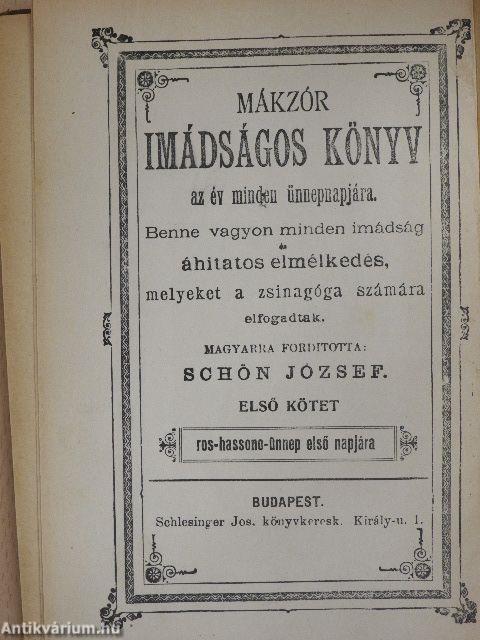 MÁKZÓR
IMÁDSÁGOS KÖNYV
az év minden ünnepnapjára.
Benne vagyon minden imádság
és
áhitatos elmélkedés,
melyeket a zsinagóga számára
elfogadtak.
MAGYARRA FORDITOTTA:
SCHÖN JÓZSEF.
ELSŐ KÖTET
ros-hassono-ünnep első napjára
BUDAPEST.
Schlesinger Jos. könyvkeresk. Király-u. 1.
Antikvárium.hu